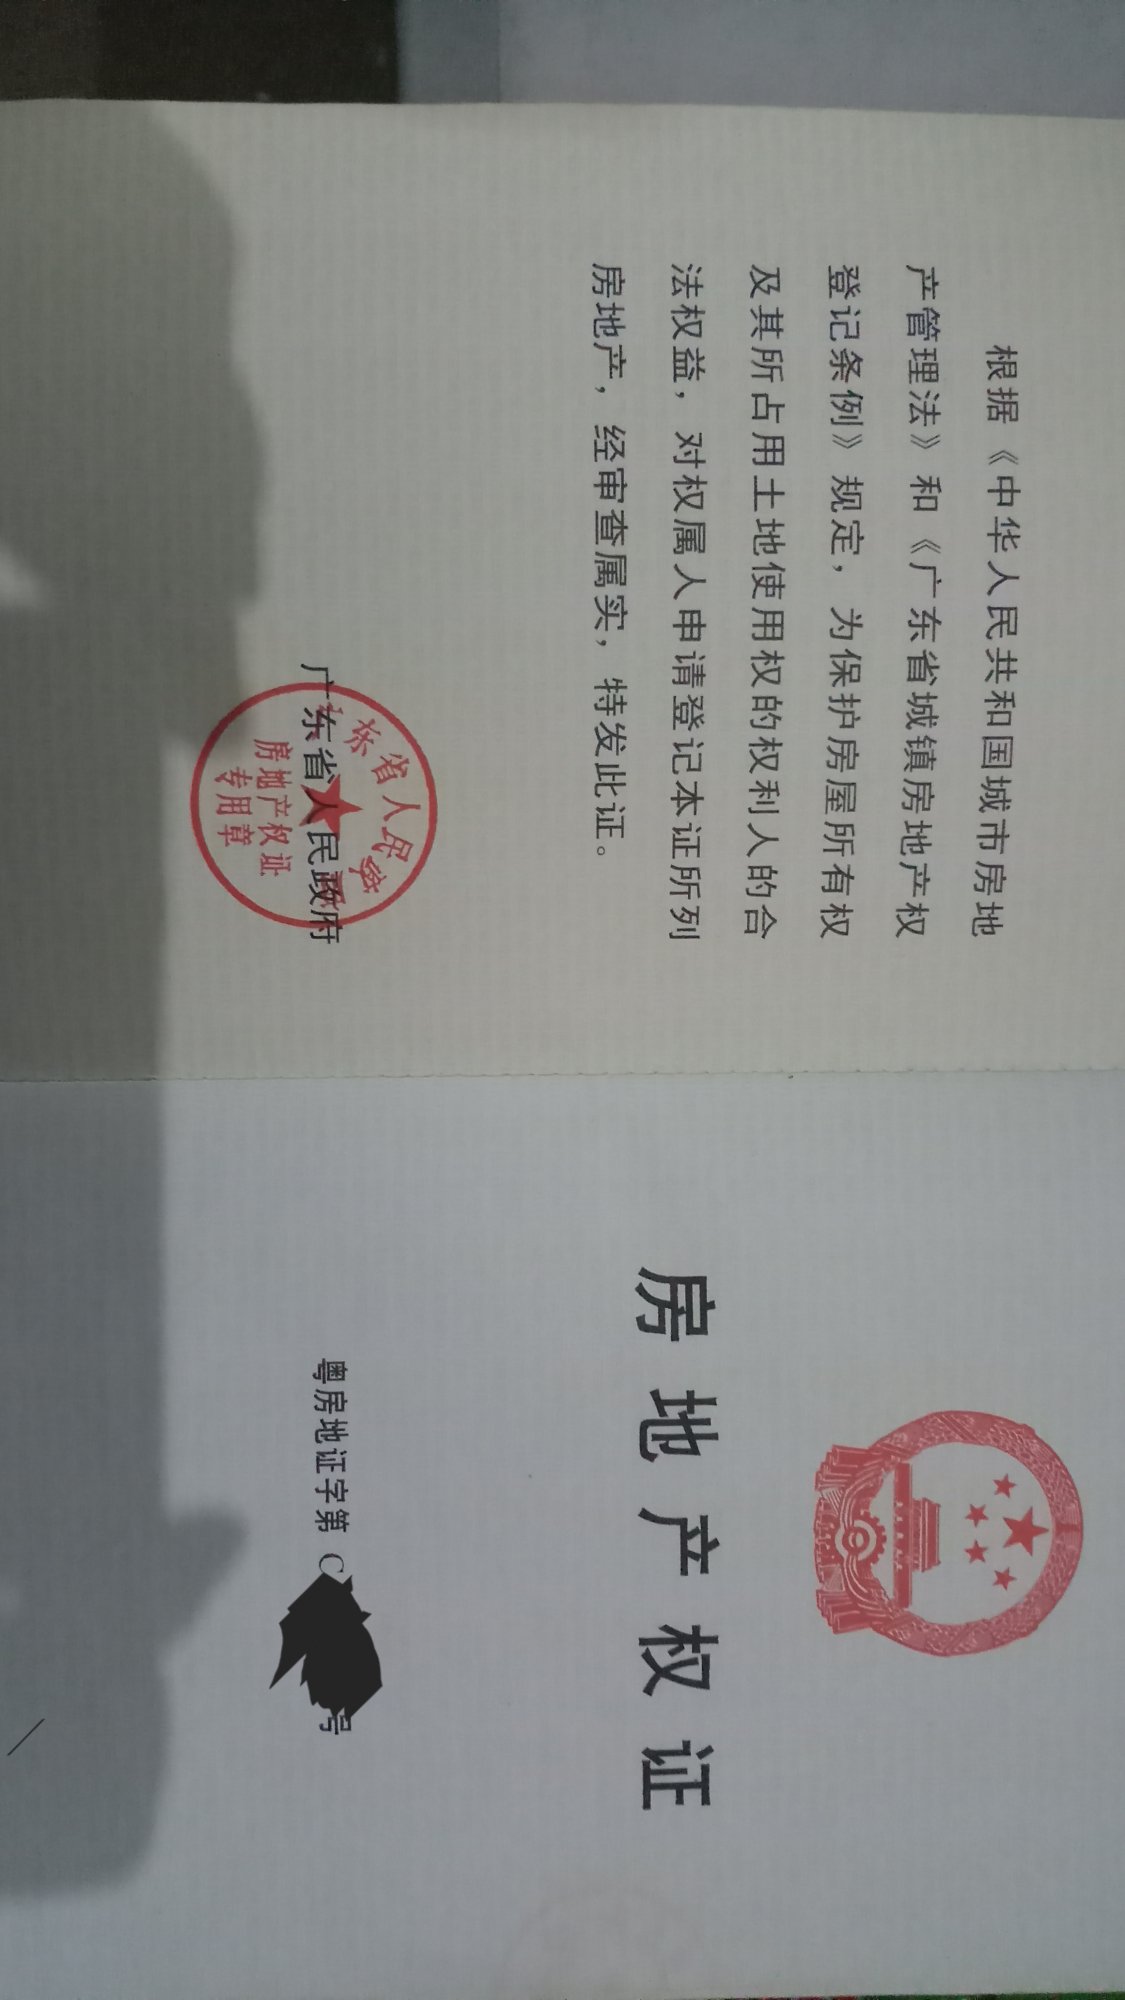 根据《中华人民共和国城市房地
产管理法》和《广东省城镇房地产权
登记条例》规定，为保护房屋所有权
及其所占用土地使用权的权利人的合
法权益，对权属人申请登记本证所列
房地产，经审查属实，特发此证。
广东省人民政府
东省人民
房地产权证
专用章
房地产权证
粤房地证字第 C
号